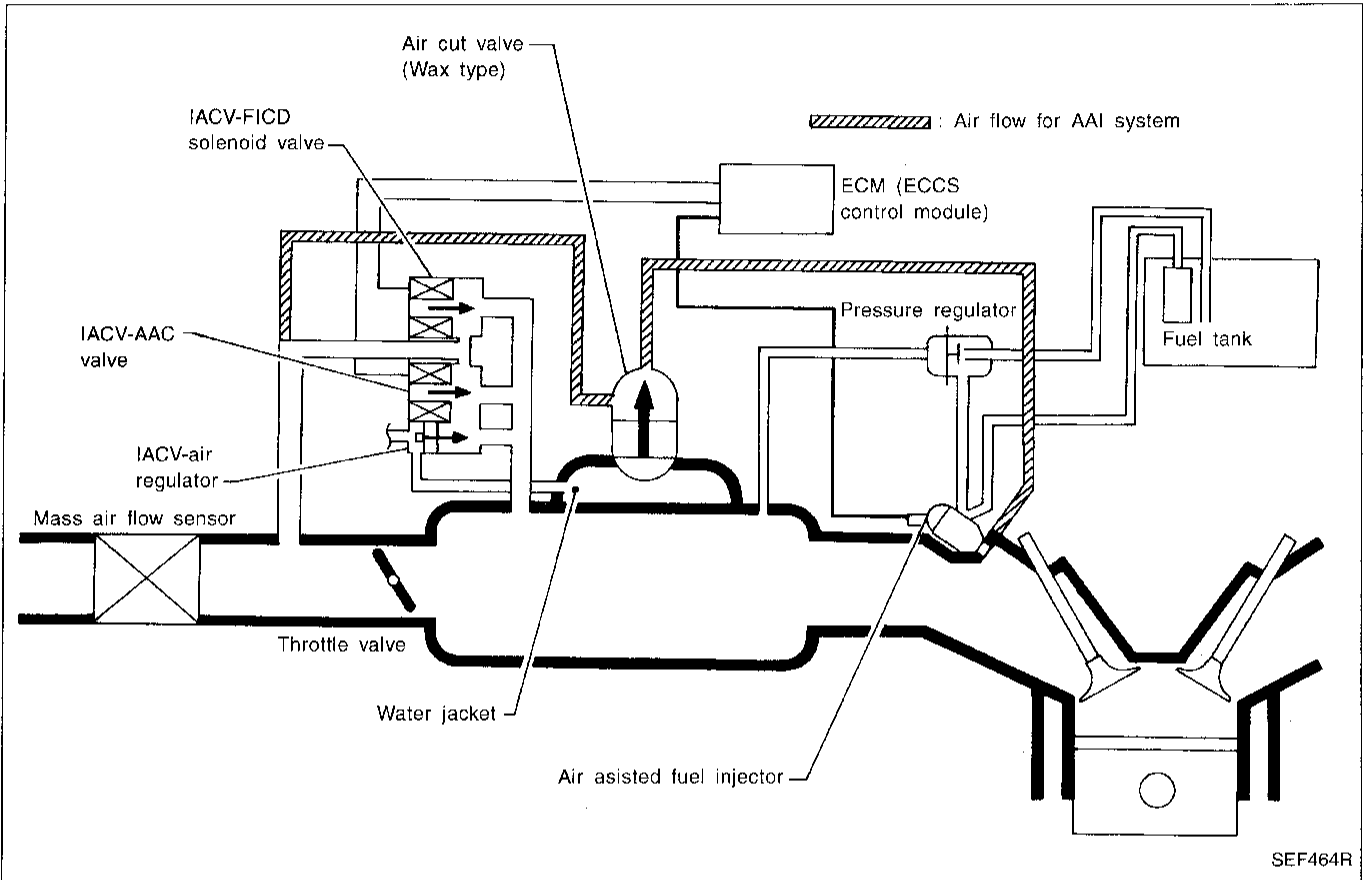 Air cut valve
(Wax type)
IACV-FICD
solenoid valve
: Air flow for AAI system
ECM (ECCS
control module)
IACV-AAC
valve
Pressure regulator
Fuel tank
IACV-air
regulator
Mass air flow sensor
Throttle valve
Water jacket
Air asisted fuel injector
SEF464R